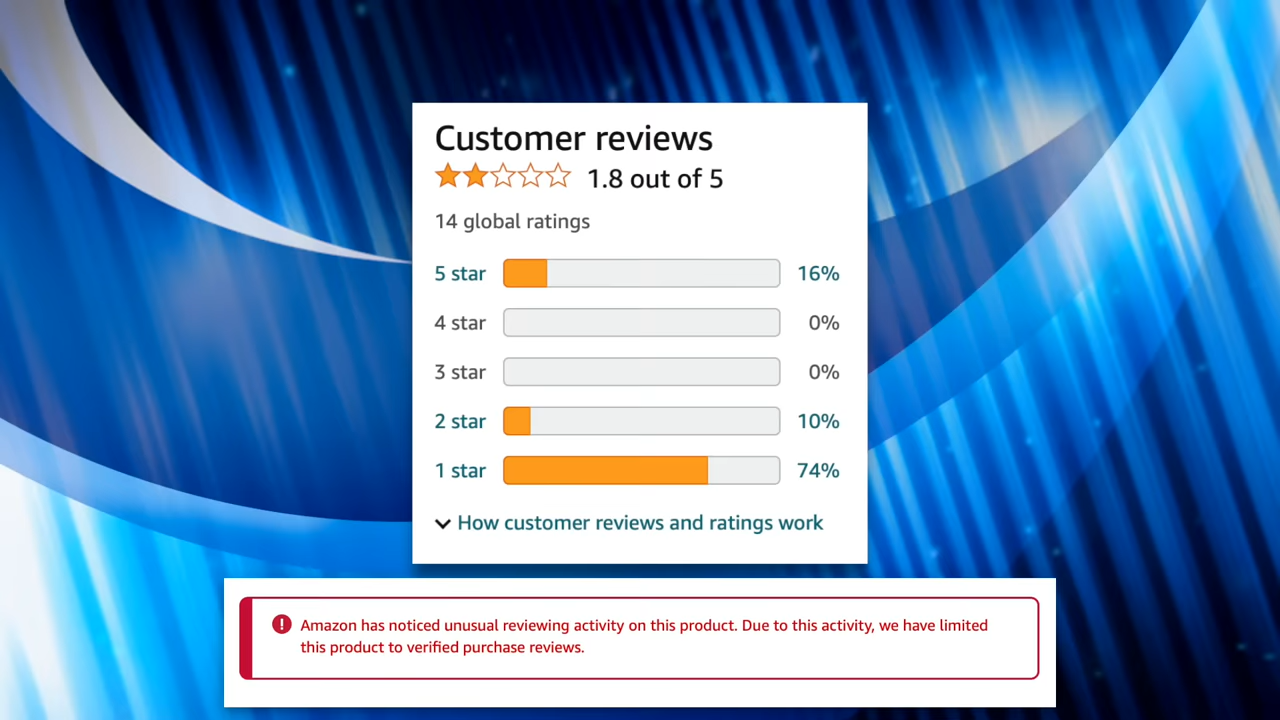 Customer reviews
1.8 out of 5
14 global ratings
5 star 16%
4 star 0%
3 star 0%
2 star 10%
1 star 74%
How customer reviews and ratings work
Amazon has noticed unusual reviewing activity on this product. Due to this activity, we have limited
this product to verified purchase reviews.